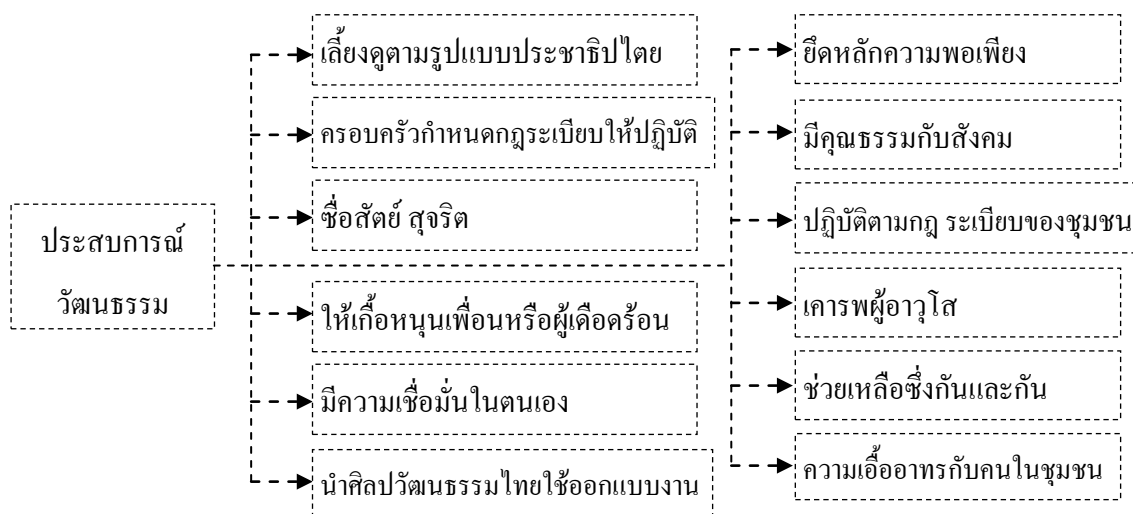 ประสบการณ์
วัฒนธรรม
เลี้ยงดูตามรูปแบบประชาธิปไตย
ครอบครัวกำหนดกฎระเบียบให้ปฏิบัติ
ซื่อสัตย์ สุจริต
ให้เกื้อหนุนเพื่อนหรือผู้เดือดร้อน
มีความเชื่อมั่นในตนเอง
นำศิลปวัฒนธรรมไทยใช้ออกแบบงาน
ยึดหลักความพอเพียง
มีคุณธรรมกับสังคม
ปฏิบัติตามกฎ ระเบียบของชุมชน
เคารพผู้อาวุโส
ช่วยเหลือซึ่งกันและกัน
ความเอื้ออาทรกับคนในชุมชน